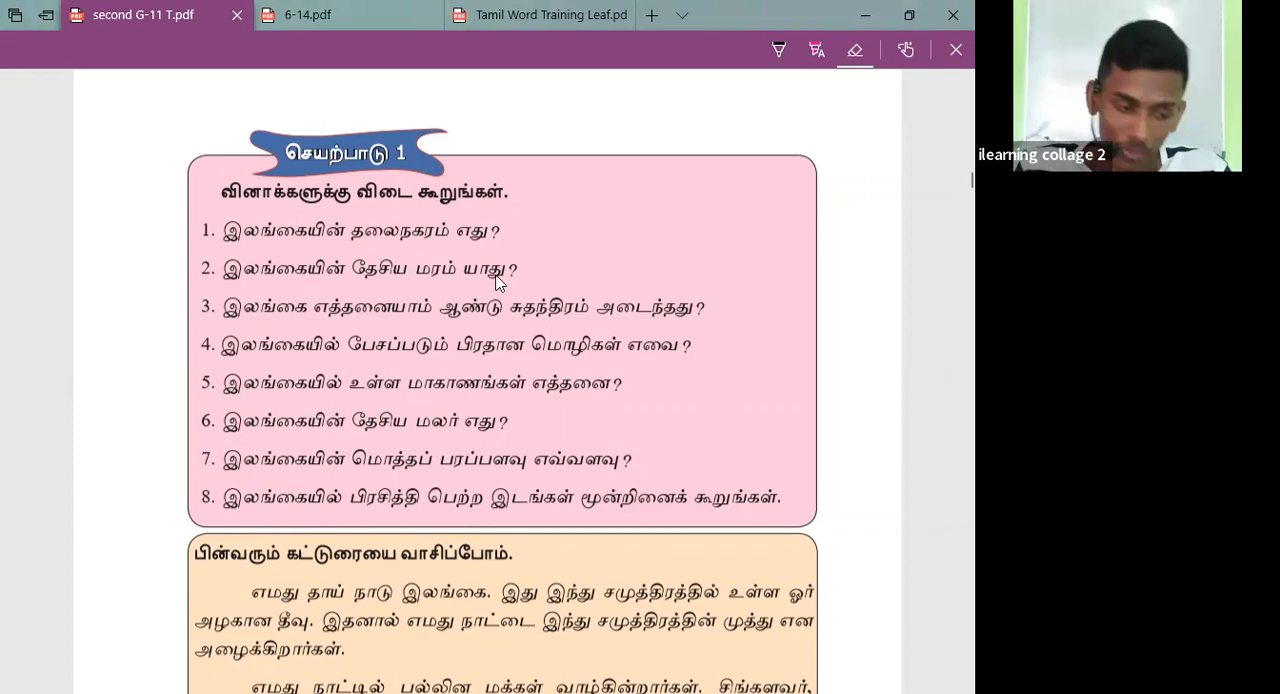 second G-11 T.pdf
6-14.pdf
Tamil Word Training Leaf.pd
ilearning collage 2
செயற்பாடு 1
வினாக்களுக்கு விடை கூறுங்கள்.
1. இலங்கையின் தலைநகரம் எது?
2. இலங்கையின் தேசிய மரம் யாது?
3. இலங்கை எத்தனையாம் ஆண்டு சுதந்திரம் அடைந்தது?
4. இலங்கையில் பேசப்படும் பிரதான மொழிகள் எவை?
5. இலங்கையில் உள்ள மாகாணங்கள் எத்தனை?
6. இலங்கையின் தேசிய மலர் எது?
7. இலங்கையின் மொத்தப் பரப்பளவு எவ்வளவு?
8. இலங்கையில் பிரசித்தி பெற்ற இடங்கள் மூன்றினைக் கூறுங்கள்.
பின்வரும் கட்டுரையை வாசிப்போம்.
எமது தாய் நாடு இலங்கை. இது இந்து சமுத்திரத்தில் உள்ள ஓர்
அழகான தீவு. இதனால் எமது நாட்டை இந்து சமுத்திரத்தின் முத்து என
அழைக்கிறார்கள்.
எமது நாட்டில் பல்லின மக்கள் வாழ்கின்றார்கள். சிங்களவர்,